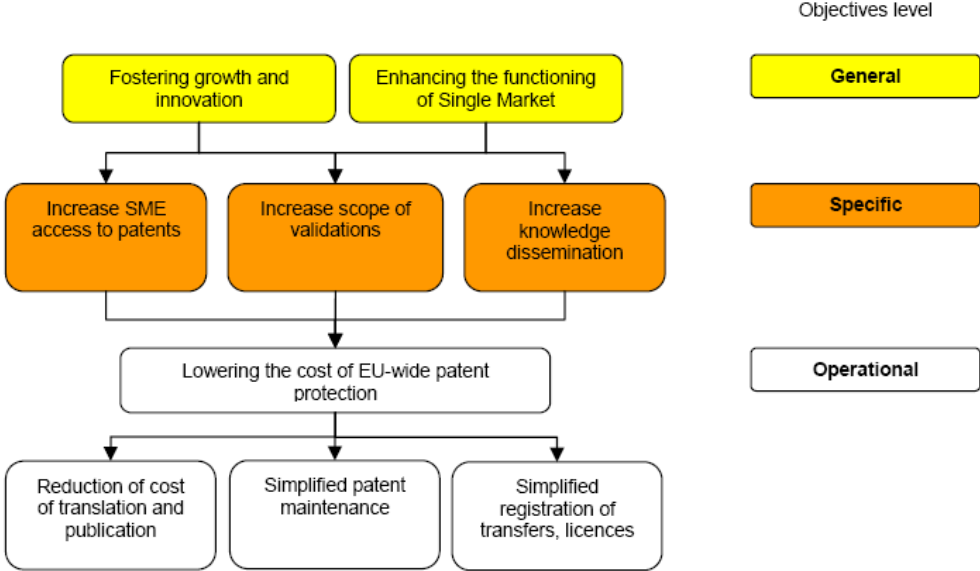 Objectives level
Fostering growth and
innovation
Enhancing the functioning
of Single Market
General
Increase SME
access to patents
Increase scope of
validations
Increase
knowledge
dissemination
Specific
Lowering the cost of EU-wide patent
protection
Operational
Reduction of cost
of translation and
publication
Simplified patent
maintenance
Simplified
registration of
transfers, licences